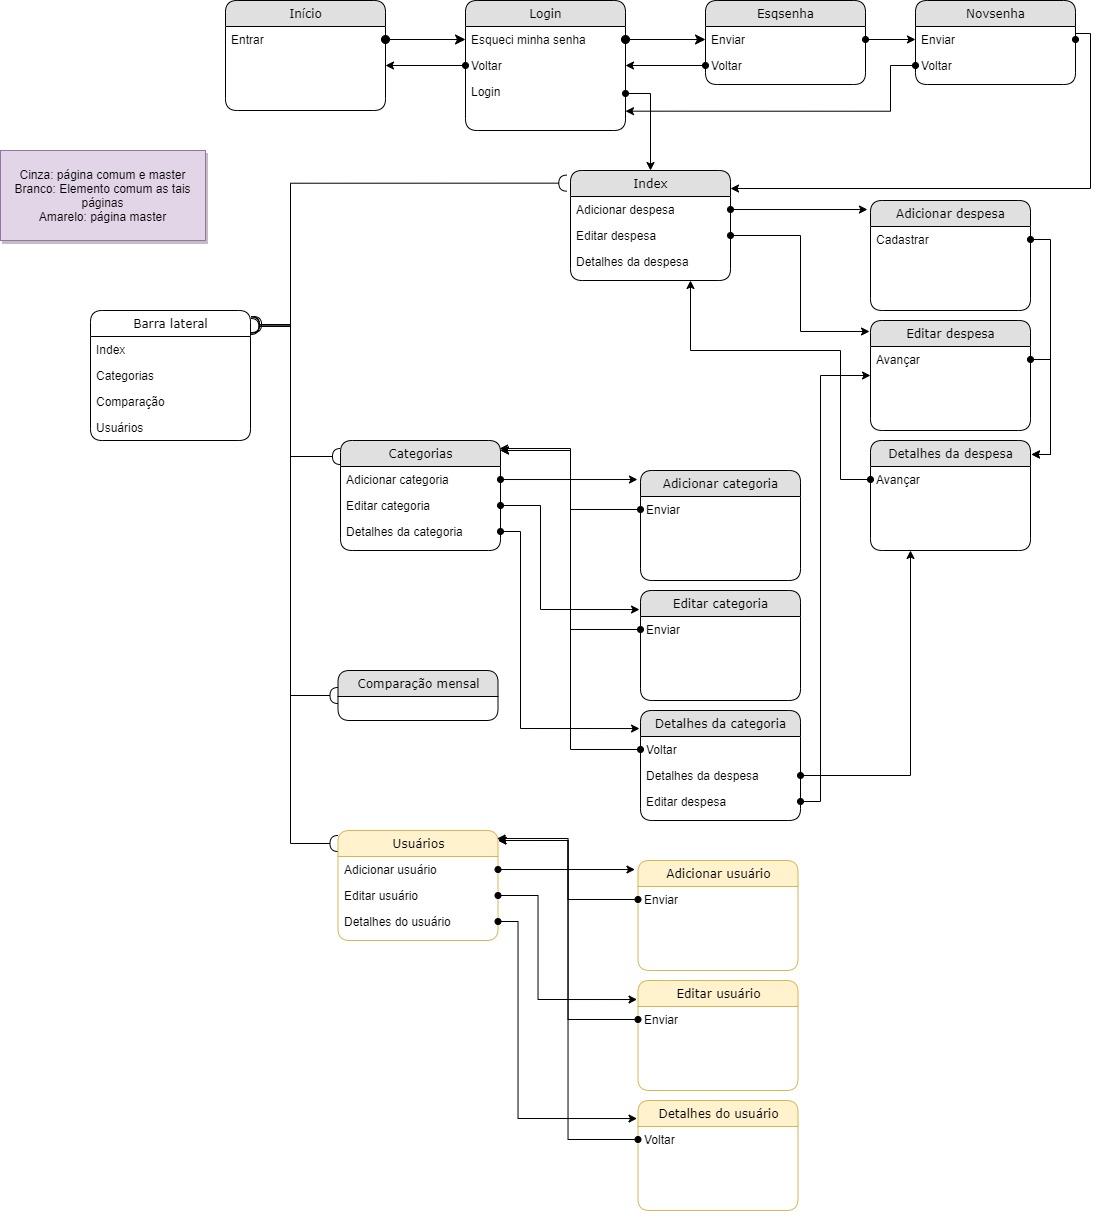 Início
Entrar
Login
Esqueci minha senha
Voltar
Login
Esqsenha
Enviar
Voltar
Novsenha
Enviar
Voltar
Cinza: página comum e master
Branco: Elemento comum as tais
páginas
Amarelo: página master
Index
Adicionar despesa
Editar despesa
Detalhes da despesa
Adicionar despesa
Cadastrar
Editar despesa
Avançar
Detalhes da despesa
Avançar
Barra lateral
Index
Categorias
Comparação
Usuários
Categorias
Adicionar categoria
Editar categoria
Detalhes da categoria
Adicionar categoria
Enviar
Editar categoria
Enviar
Detalhes da categoria
Voltar
Detalhes da despesa
Editar despesa
Comparação mensal
Usuários
Adicionar usuário
Editar usuário
Detalhes do usuário
Adicionar usuário
Enviar
Editar usuário
Enviar
Detalhes do usuário
Voltar